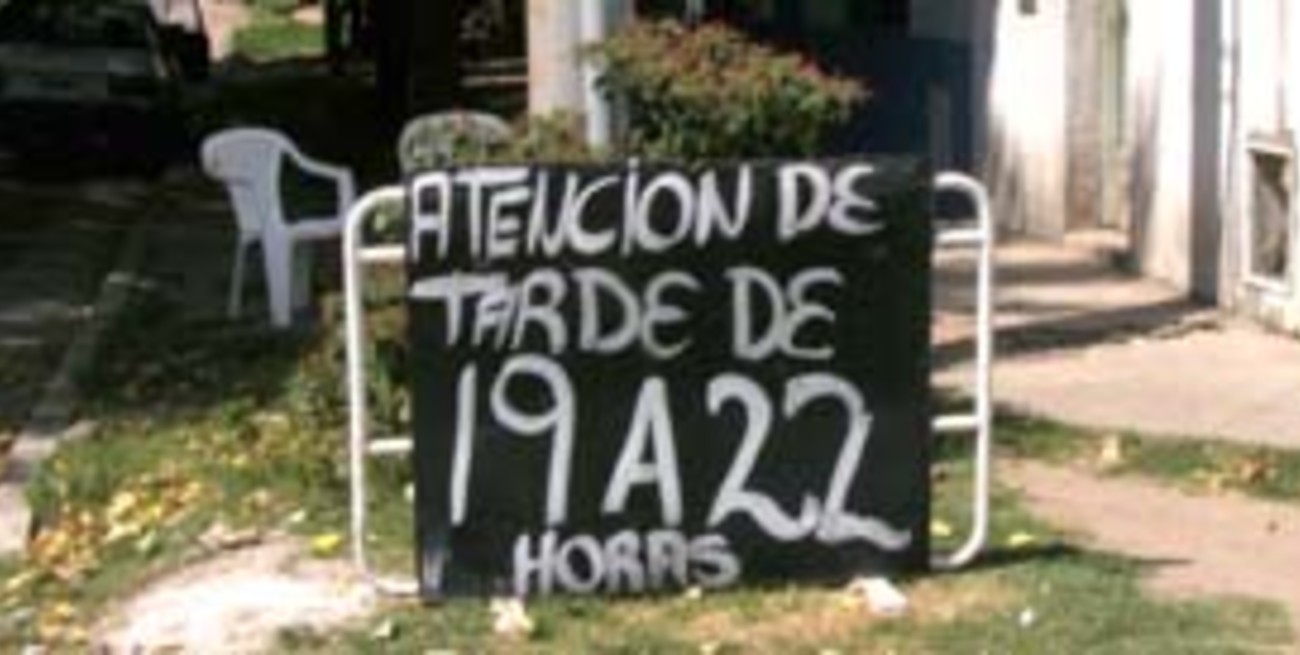 ATENCION DE
TARDE DE
19 A 22
HORAS